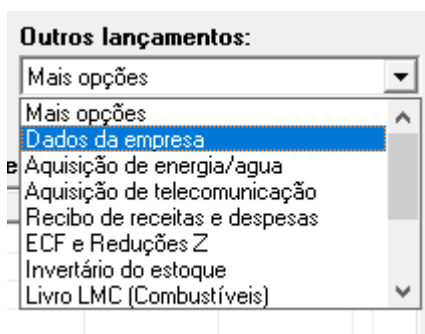 Outros lançamentos:
Mais opções
Mais opções
Dados da empresa
e Aquisição de energia/agua
Aquisição de telecomunicação
Recibo de receitas e despesas
ECF e Reduções Z
Invertário do estoque
Livro LMC (Combustíveis)